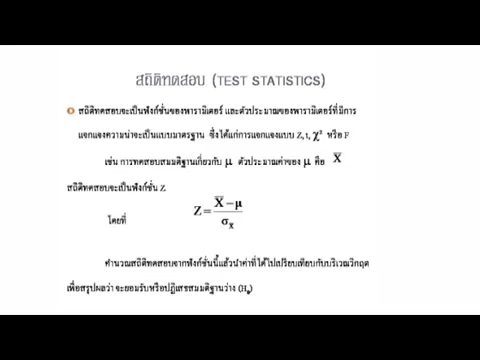 สถิติทดสอบ (TEST STATISTICS)
สถิติทดสอบจะเป็นฟังก์ชั่นของพารามิเตอร์ และตัวประมาณของพารามิเตอร์ที่มีการ
แจกแจงความน่าจะเป็นแบบมาตรฐาน ซึ่งได้แก่การแจกแจงแบบ Z, t, χ² หรือ F
เช่น การทดสอบสมมติฐานเกี่ยวกับ μ ตัวประมาณค่าของ μ คือ X̅
สถิติทดสอบจะเป็นฟังก์ชั่น Z
โดยที่ Z = (X̅ − μ) / σ_X̅
คำนวณสถิติทดสอบจากฟังก์ชั่นนี้แล้วนำค่าที่ได้ไปเปรียบเทียบกับบริเวณวิกฤต
เพื่อสรุปผลว่า จะยอมรับหรือปฏิเสธสมมติฐานว่าง (H₀)